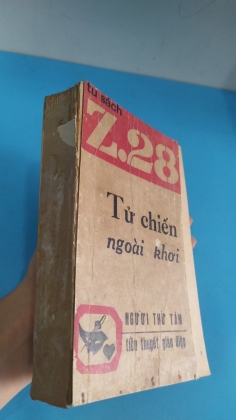 tủ sách
Z.28
Tử chiến
ngoài khơi
NGƯỜI THỨ TÁM
tiểu thuyết gián điệp